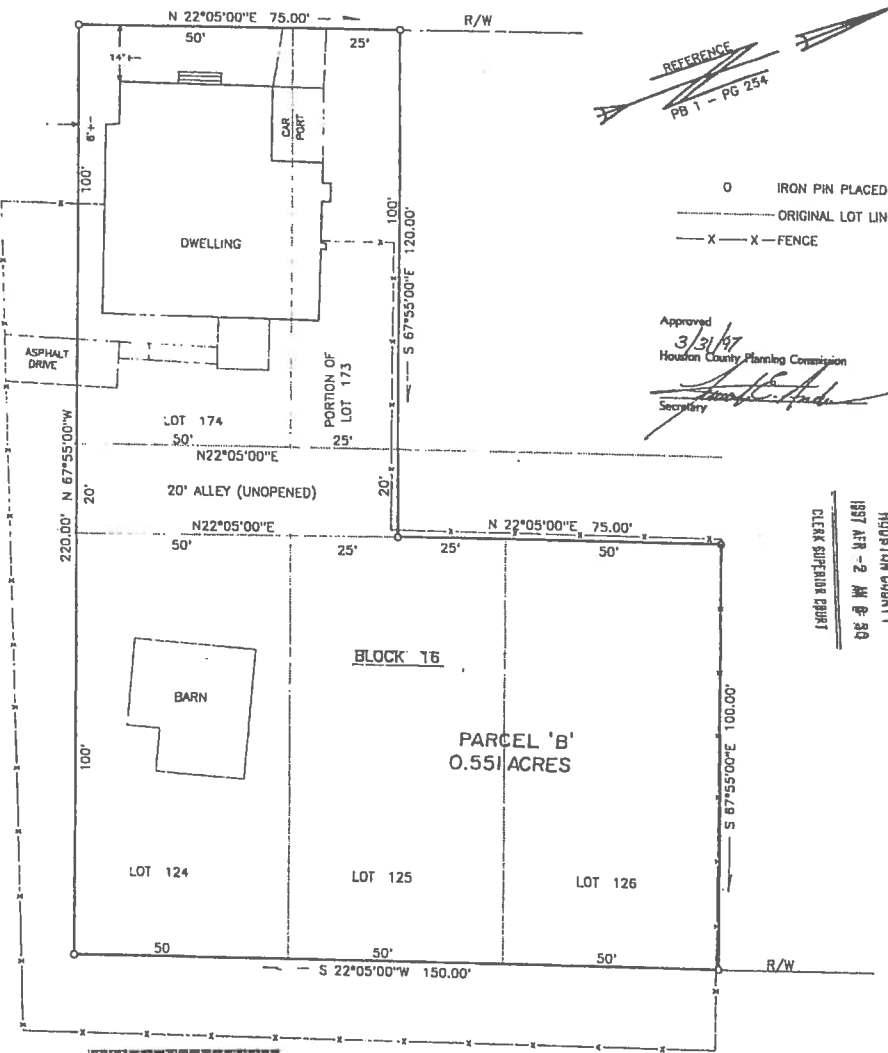 N 22°05'00"E 75.00'
R/W
50'
25'
14'+-
REFERENCE
PB 1 - PG 254
CAR
PORT
6'+-
100'
100'
S 67°55'00"E 120.00'
O IRON PIN PLACED
ORIGINAL LOT LIN
X — X — FENCE
DWELLING
Approved
3/31/97
Houston County Planning Commission
Secretary
ASPHALT
DRIVE
PORTION OF
LOT 173
LOT 174
50'
25'
N22°05'00"E
220.00' N 67°55'00"W
20'
20' ALLEY (UNOPENED)
20'
N22°05'00"E
50'
25'
N 22°05'00"E 75.00'
25'
50'
1997 APR -2 AM
CLERK SUPERIOR COURT
BLOCK 16
BARN
PARCEL 'B'
0.551 ACRES
100'
S 67°55'00"E 100.00'
LOT 124
LOT 125
LOT 126
50
50'
50'
S 22°05'00"W 150.00'
R/W